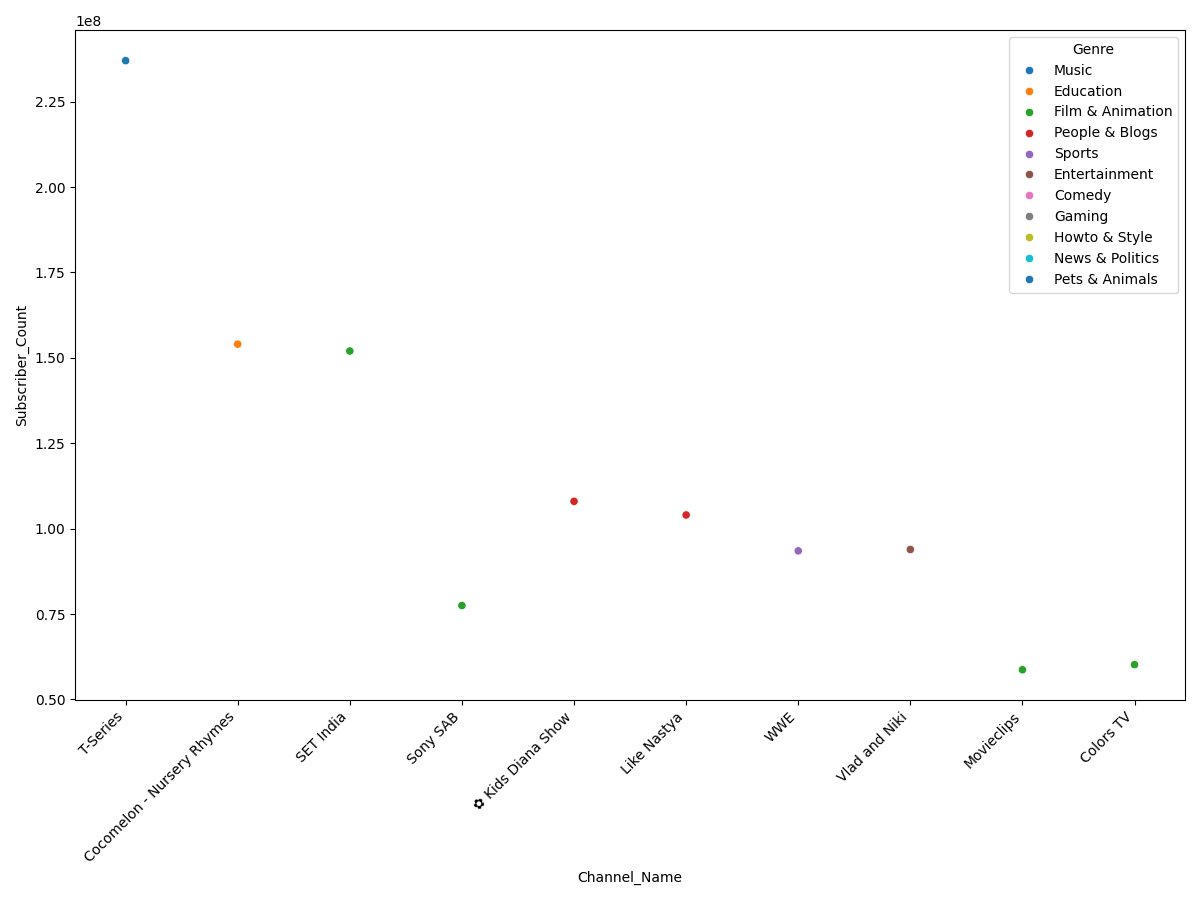 1e8
Genre
Music
Education
Film & Animation
People & Blogs
Sports
Entertainment
Comedy
Gaming
Howto & Style
News & Politics
Pets & Animals
2.25
2.00
1.75
1.50
1.25
1.00
0.75
0.50
Subscriber_Count
T-Series
Cocomelon - Nursery Rhymes
SET India
Sony SAB
✿ Kids Diana Show
Like Nastya
WWE
Vlad and Niki
Movieclips
Colors TV
Channel_Name